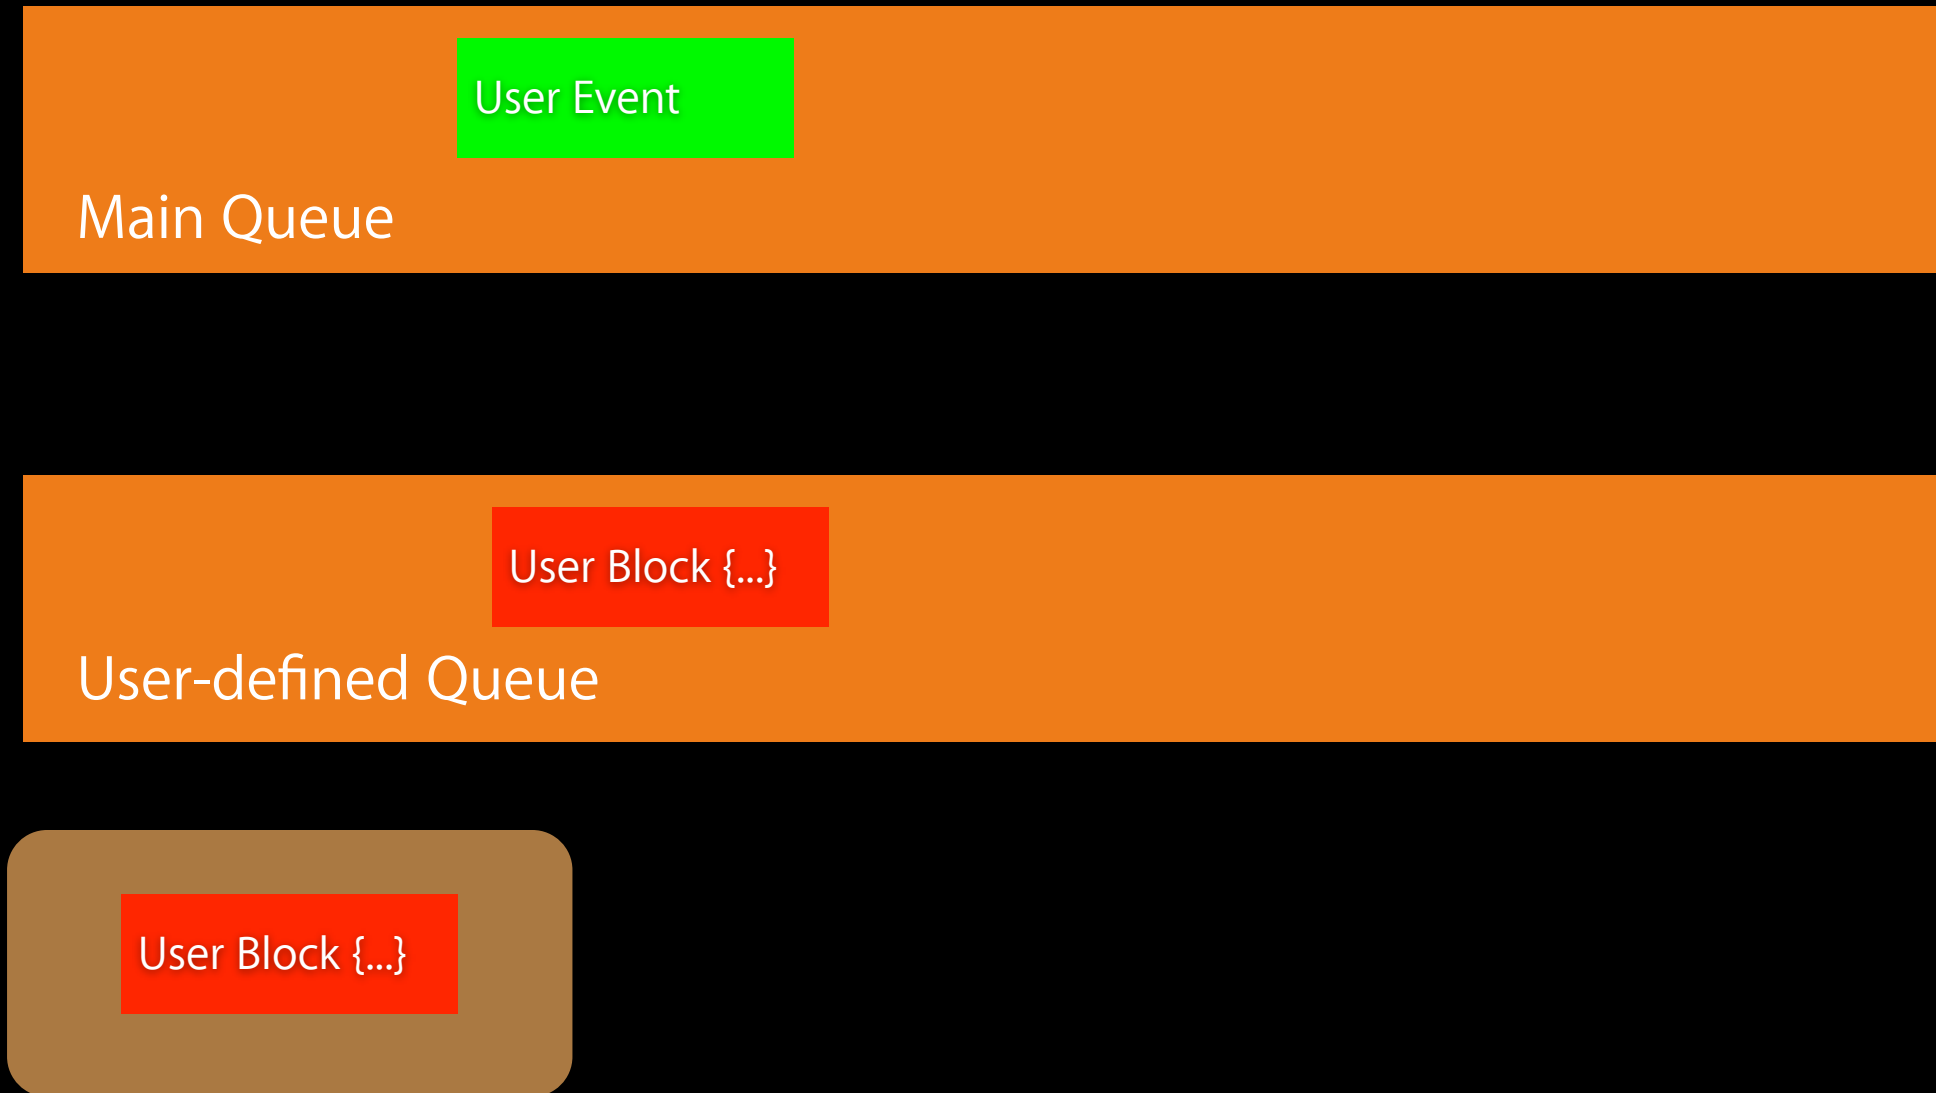 User Event
Main Queue
User Block {...}
User-defined Queue
User Block {...}